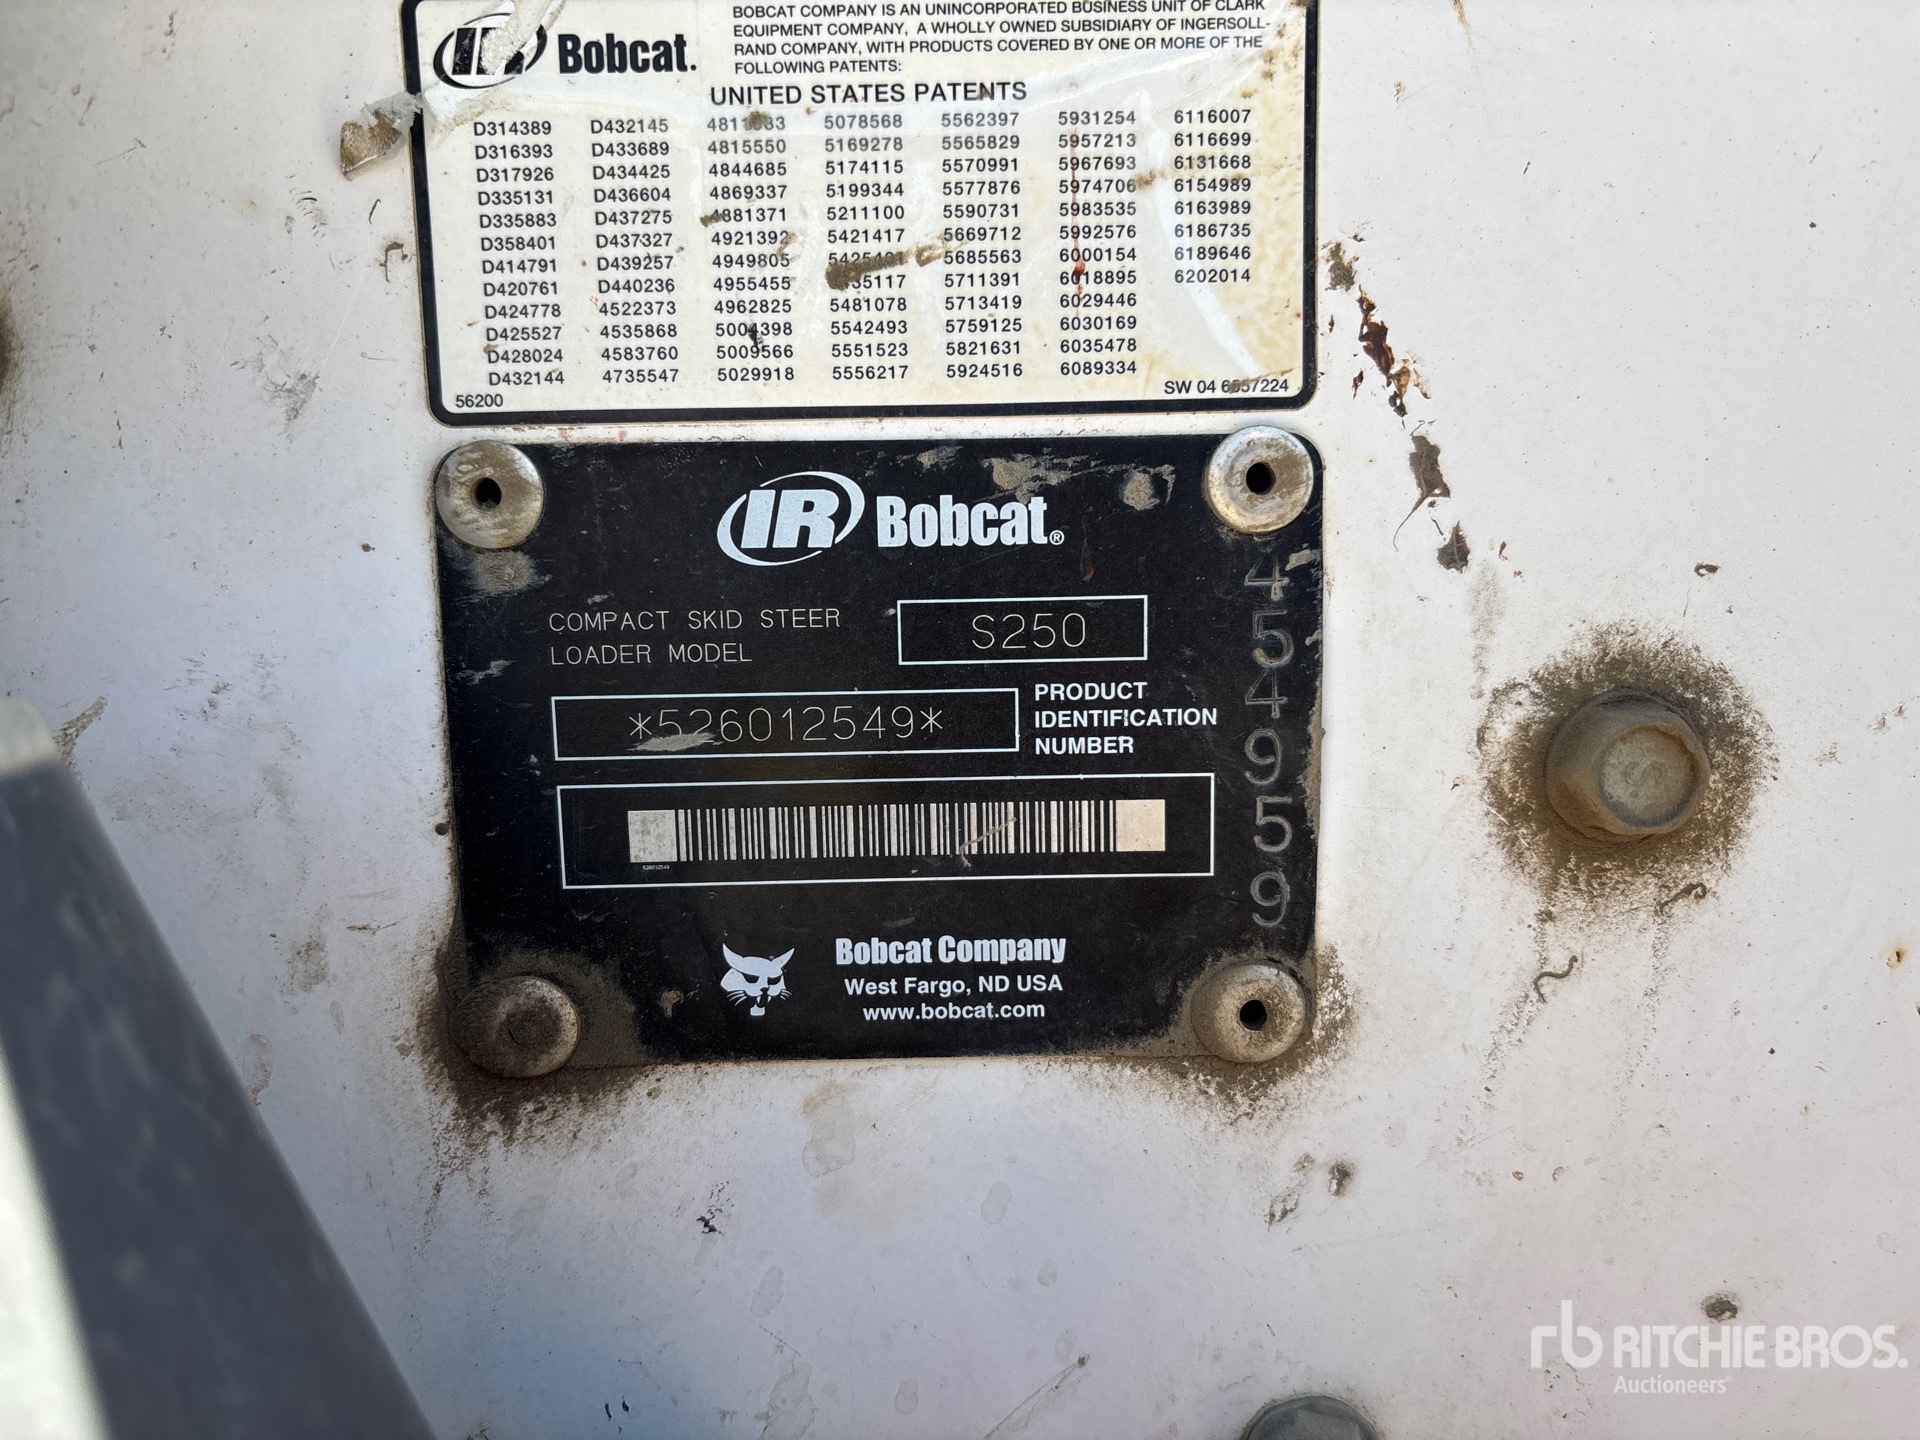 BOBCAT COMPANY IS AN UNINCORPORATED BUSINESS UNIT OF CLARK
EQUIPMENT COMPANY, A WHOLLY OWNED SUBSIDIARY OF INGERSOLL-
RAND COMPANY, WITH PRODUCTS COVERED BY ONE OR MORE OF THE
FOLLOWING PATENTS:
IR Bobcat.
UNITED STATES PATENTS
D314389 D432145 5078568 5562397 5931254 6116007
D316393 D433689 4815550 5169278 5565829 5957213 6116699
D317926 D434425 4844685 5174115 5570991 5967693 6131668
D335131 D436604 4869337 5199344 5577876 5974706 6154989
D335883 D437275 4881371 5211100 5590731 5983535 6163989
D358401 D437327 4921392 5421417 5669712 5992576 6186735
D414791 D439257 4949805 5685563 6000154 6189646
D420761 D440236 4955455 5711391 6018895 6202014
D424778 4522373 4962825 5481078 5713419 6029446
D425527 4535868 5004398 5542493 5759125 6030169
D428024 4583760 5009566 5551523 5821631 6035478
D432144 4735547 5029918 5556217 5924516 6089334
56200
SW 04
IR Bobcat®
COMPACT SKID STEER
LOADER MODEL
S250
*526012549*
PRODUCT
IDENTIFICATION
NUMBER
526012549
454959
Bobcat Company
West Fargo, ND USA
www.bobcat.com
rb RITCHIE BROS.
Auctioneers